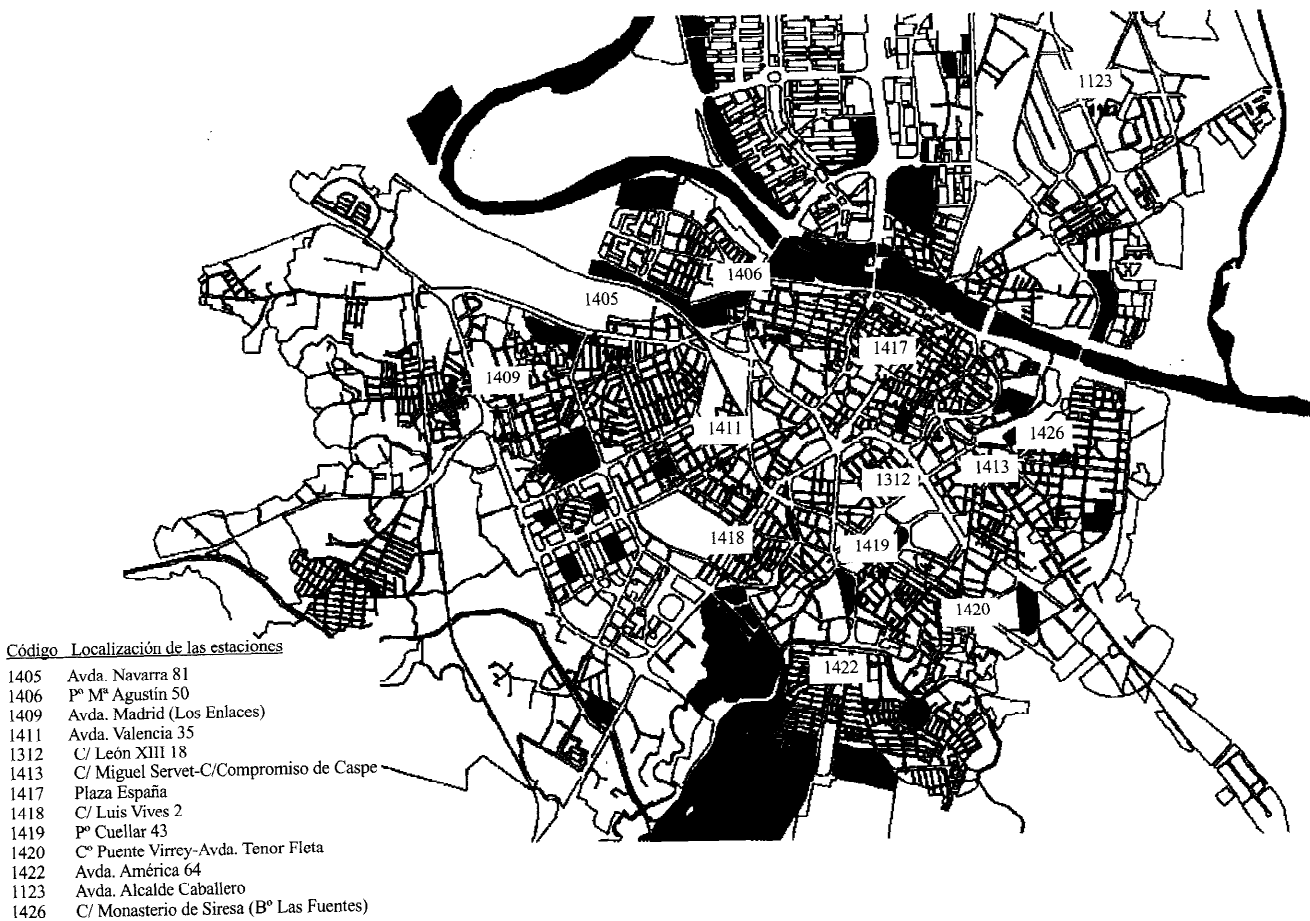 1123
1406
1405
1417
1409
1411
1426
1413
1312
1418
1419
1420
1422
Código Localización de las estaciones
1405 Avda. Navarra 81
1406 Pº Mª Agustín 50
1409 Avda. Madrid (Los Enlaces)
1411 Avda. Valencia 35
1312 C/ León XIII 18
1413 C/ Miguel Servet-C/Compromiso de Caspe
1417 Plaza España
1418 C/ Luis Vives 2
1419 Pº Cuellar 43
1420 Cº Puente Virrey-Avda. Tenor Fleta
1422 Avda. América 64
1123 Avda. Alcalde Caballero
1426 C/ Monasterio de Siresa (Bº Las Fuentes)